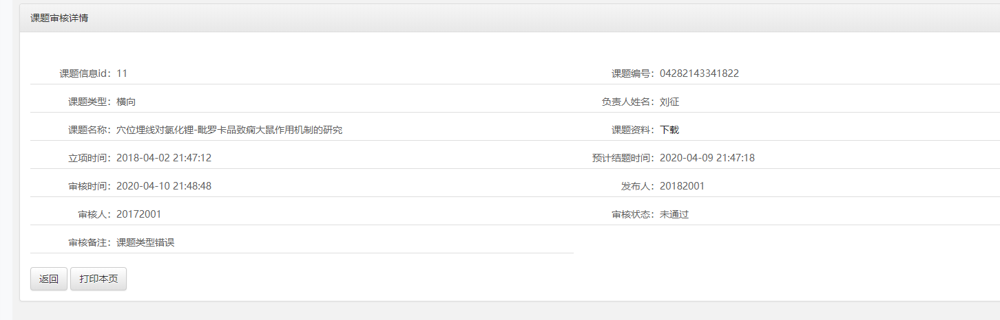 课题审核详情
课题信息id：11 课题编号：04282143341822
课题类型：横向 负责人姓名：刘征
课题名称：穴位埋线对氯化锂-毗罗卡品致痫大鼠作用机制的研究 课题资料：下载
立项时间：2018-04-02 21:47:12 预计结题时间：2020-04-09 21:47:18
审核时间：2020-04-10 21:48:48 发布人：20182001
审核人：20172001 审核状态：未通过
审核备注：课题类型错误
返回 打印本页